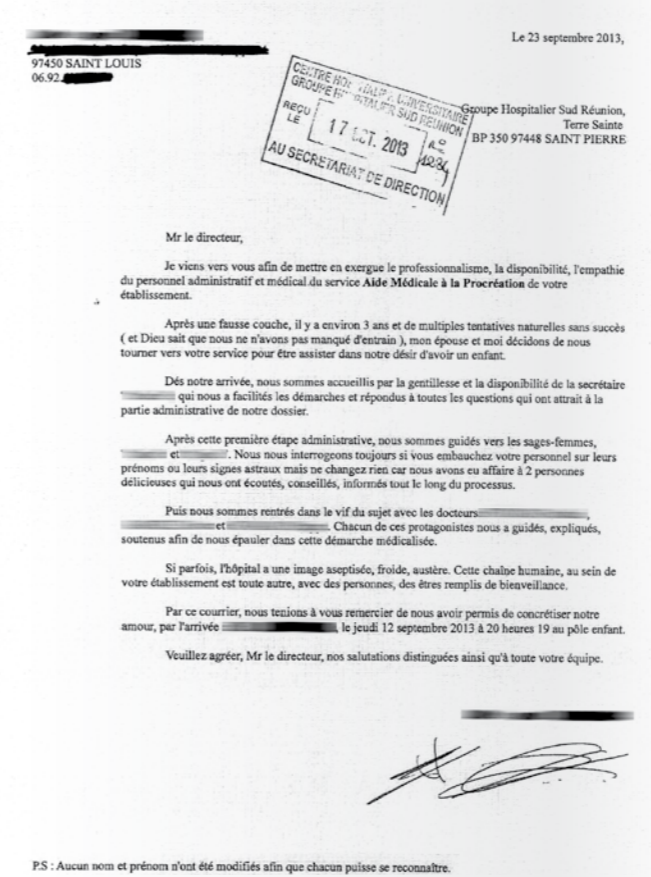 Le 23 septembre 2013,
97450 SAINT LOUIS
06.92.
CENTRE HOSPITALIER UNIVERSITAIRE
GROUPE HOSPITALIER SUD REUNION
REÇU
LE
17 OCT. 2013
AU SECRETARIAT DE DIRECTION
Groupe Hospitalier Sud Réunion,
Terre Sainte
BP 350 97448 SAINT PIERRE
Mr le directeur,
Je viens vers vous afin de mettre en exergue le professionnalisme, la disponibilité, l'empathie
du personnel administratif et médical du service Aide Médicale à la Procréation de votre
établissement.
Après une fausse couche, il y a environ 3 ans et de multiples tentatives naturelles sans succès
( et Dieu sait que nous ne n'avons pas manqué d'entrain ), mon épouse et moi décidons de nous
tourner vers votre service pour être assister dans notre désir d'avoir un enfant.
Dés notre arrivée, nous sommes accueillis par la gentillesse et la disponibilité de la secrétaire
qui nous a facilités les démarches et répondus à toutes les questions qui ont attrait à la
partie administrative de notre dossier.
Après cette première étape administrative, nous sommes guidés vers les sages-femmes,
et . Nous nous interrogeons toujours si vous embauchez votre personnel sur leurs
prénoms ou leurs signes astraux mais ne changez rien car nous avons eu affaire à 2 personnes
délicieuses qui nous ont écoutés, conseillés, informés tout le long du processus.
Puis nous sommes rentrés dans le vif du sujet avec les docteurs ,
et . Chacun de ces protagonistes nous a guidés, expliqués,
soutenus afin de nous épauler dans cette démarche médicalisée.
Si parfois, l'hôpital a une image aseptisée, froide, austère. Cette chaîne humaine, au sein de
votre établissement est toute autre, avec des personnes, des êtres remplis de bienveillance.
Par ce courrier, nous tenions à vous remercier de nous avoir permis de concrétiser notre
amour, par l'arrivée , le jeudi 12 septembre 2013 à 20 heures 19 au pôle enfant.
Veuillez agréer, Mr le directeur, nos salutations distinguées ainsi qu'à toute votre équipe.
P.S : Aucun nom et prénom n'ont été modifiés afin que chacun puisse se reconnaître.